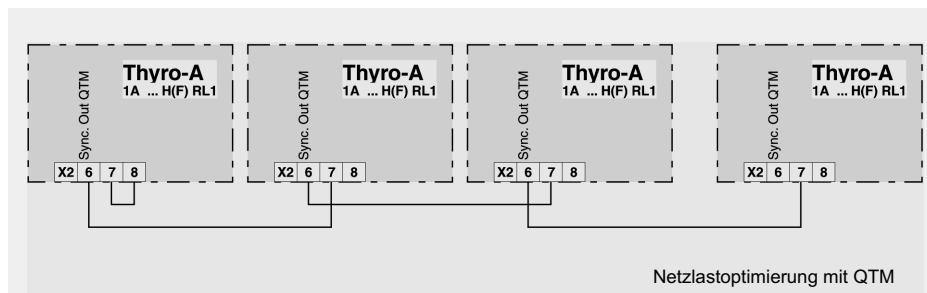 Thyro-A
1A ... H(F) RL1
Sync. Out QTM
X2 6 7 8
Thyro-A
1A ... H(F) RL1
Sync. Out QTM
X2 6 7 8
Thyro-A
1A ... H(F) RL1
Sync. Out QTM
X2 6 7 8
Thyro-A
1A ... H(F) RL1
Sync. Out QTM
X2 6 7 8
Netzlastoptimierung mit QTM